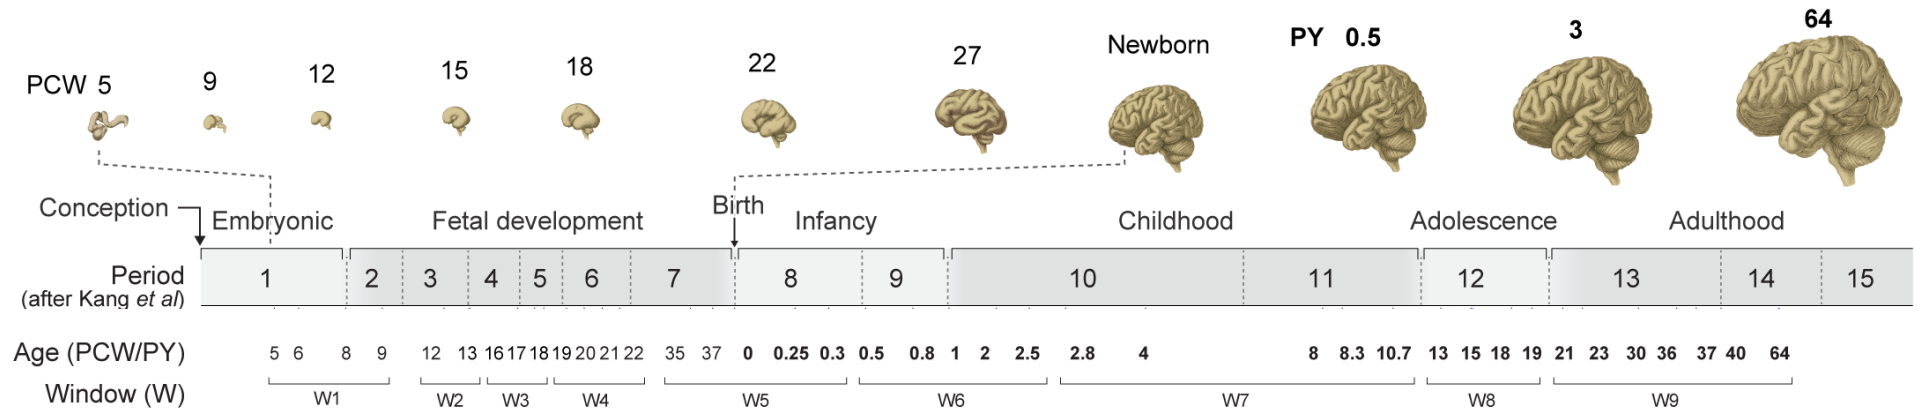 PCW 5 9 12 15 18 22 27 Newborn PY 0.5 3 64
Conception Embryonic Fetal development Birth Infancy Childhood Adolescence Adulthood
Period 1 2 3 4 5 6 7 8 9 10 11 12 13 14 15
(after Kang et al)
Age (PCW/PY) 5 6 8 9 12 13 16 17 18 19 20 21 22 35 37 0 0.25 0.3 0.5 0.8 1 2 2.5 2.8 4 8 8.3 10.7 13 15 18 19 21 23 30 36 37 40 64
Window (W) W1 W2 W3 W4 W5 W6 W7 W8 W9